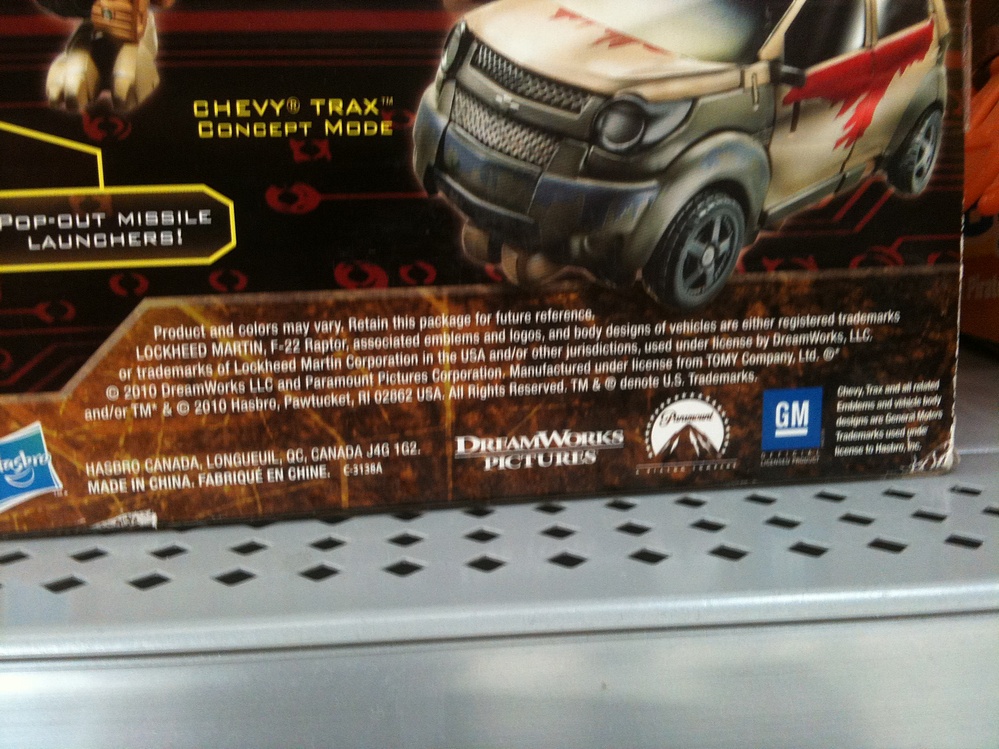 CHEVY® TRAX™
CONCEPT MODE
POP-OUT MISSILE
LAUNCHERS!
Product and colors may vary. Retain this package for future reference.
LOCKHEED MARTIN, F-22 Raptor, associated emblems and logos, and body designs of vehicles are either registered trademarks
or trademarks of Lockheed Martin Corporation in the USA and/or other jurisdictions, used under license by DreamWorks, LLC.
© 2010 DreamWorks LLC and Paramount Pictures Corporation. Manufactured under license from TOMY Company, Ltd. ®*
and/or TM* & © 2010 Hasbro, Pawtucket, RI 02862 USA. All Rights Reserved. TM & ® denote U.S. Trademarks.
Hasbro
HASBRO CANADA, LONGUEUIL, QC, CANADA J4G 1G2.
MADE IN CHINA. FABRIQUÉ EN CHINE. C-3138A
DREAMWORKS
PICTURES
Paramount
GM
OFFICIAL
LICENSED PRODUCT
Chevy, Trax and all related
Emblems and vehicle body
designs are General Motors
Trademarks used under
license to Hasbro, Inc.